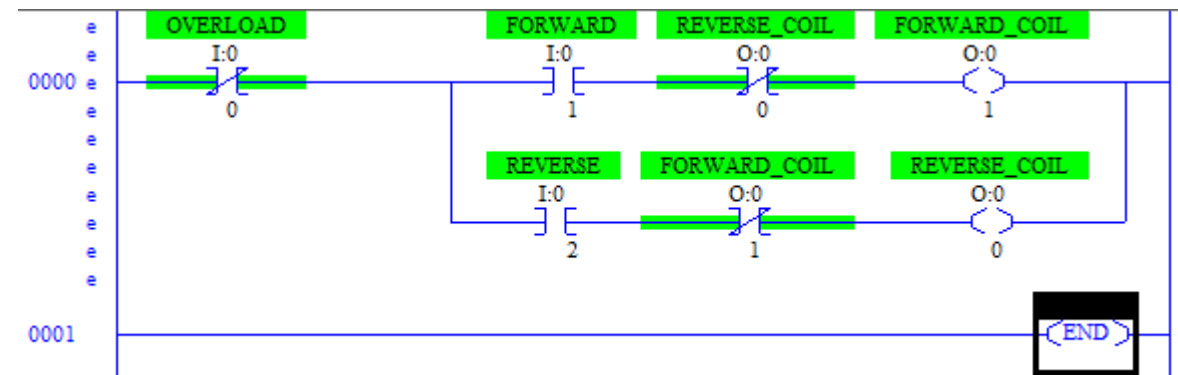 e OVERLOAD FORWARD REVERSE_COIL FORWARD_COIL
e I:0 I:0 O:0 O:0
0000 e
e 0 1 0 1
e
e REVERSE FORWARD_COIL REVERSE_COIL
e I:0 O:0 O:0
e
e 2 1 0
e
0001 END